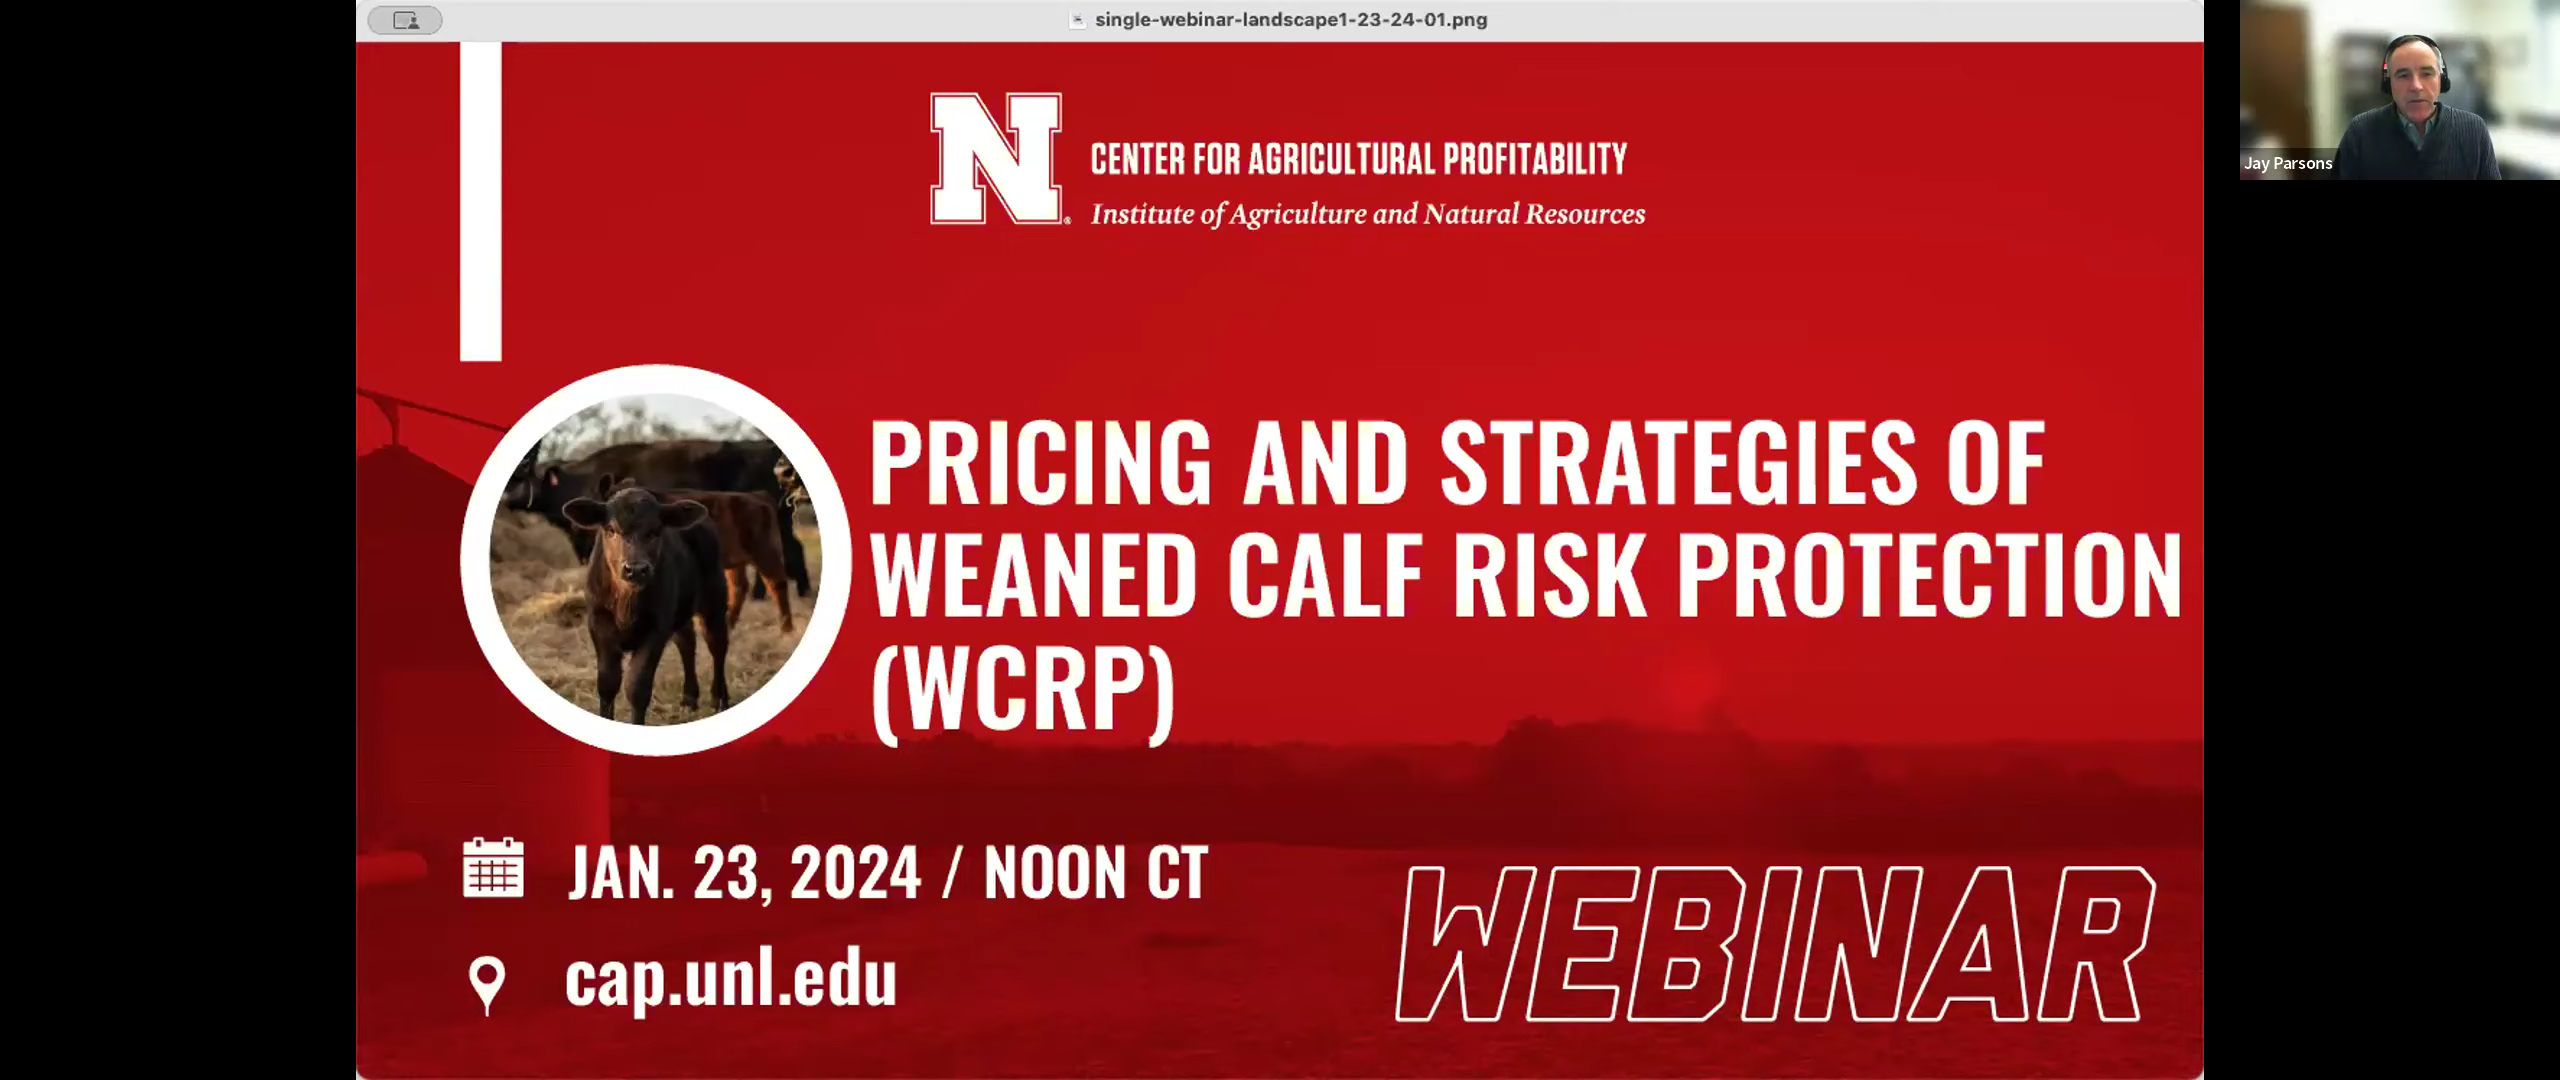 single-webinar-landscape1-23-24-01.png
N
CENTER FOR AGRICULTURAL PROFITABILITY
Institute of Agriculture and Natural Resources
Jay Parsons
PRICING AND STRATEGIES OF
WEANED CALF RISK PROTECTION
(WCRP)
JAN. 23, 2024 / NOON CT
cap.unl.edu
WEBINAR